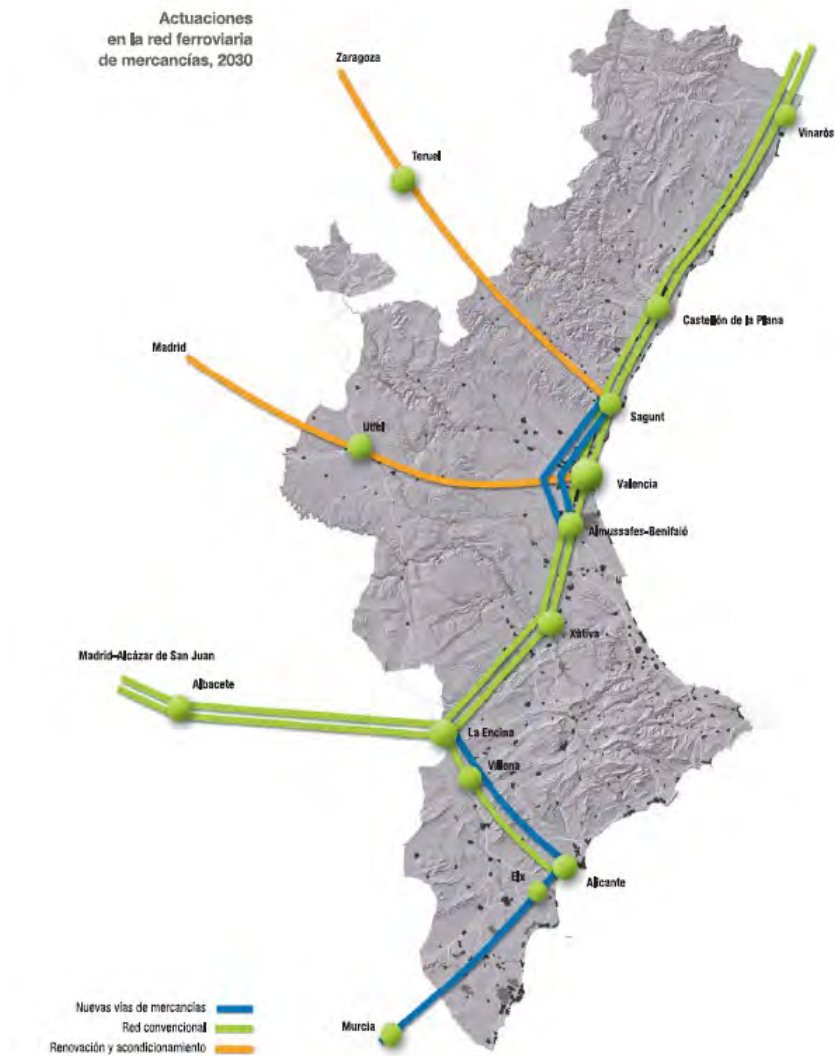 Actuaciones
en la red ferroviaria
de mercancías, 2030
Zaragoza
Vinaròs
Teruel
Castellón de la Plana
Madrid
Sagunt
Utiel
Valencia
Almussafes-Benifaió
Xàtiva
Madrid-Alcázar de San Juan
Albacete
La Encina
Villena
Elx
Alicante
Murcia
Nuevas vías de mercancías
Red convencional
Renovación y acondicionamiento